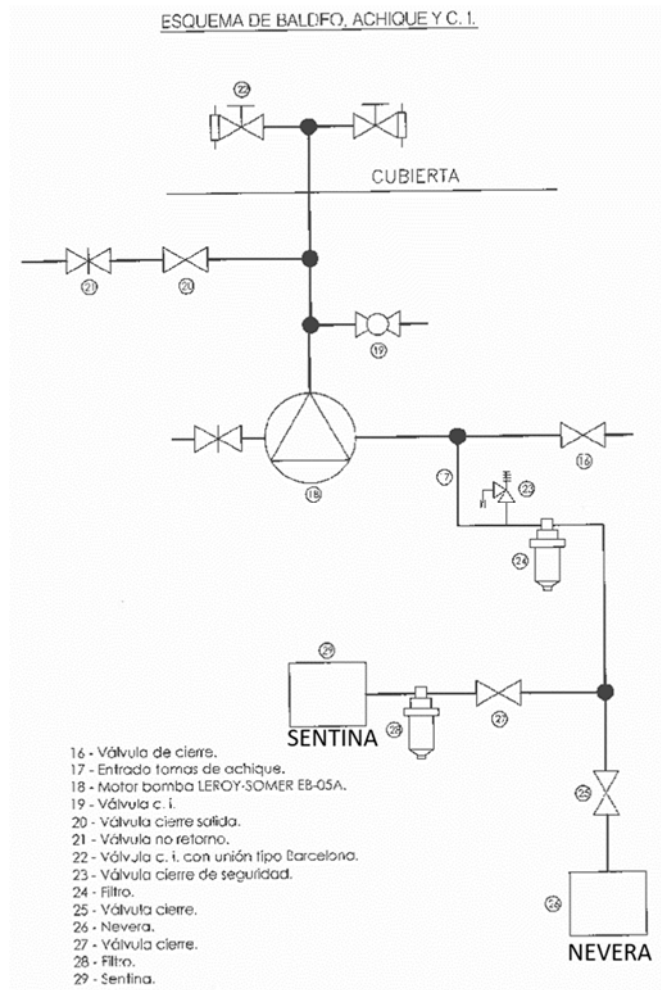 ESQUEMA DE BALDEO, ACHIQUE Y C. I.
22
CUBIERTA
21
20
19
18
16
17
23
24
29
SENTINA
28
27
25
26
NEVERA
16 - Válvula de cierre.
17 - Entrada tomas de achique.
18 - Motor bomba LEROY-SOMER EB-05A.
19 - Válvula c. i.
20 - Válvula cierre salida.
21 - Válvula no retorno.
22 - Válvula c. i. con unión tipo Barcelona.
23 - Válvula cierre de seguridad.
24 - Filtro.
25 - Válvula cierre.
26 - Nevera.
27 - Válvula cierre.
28 - Filtro.
29 - Sentina.